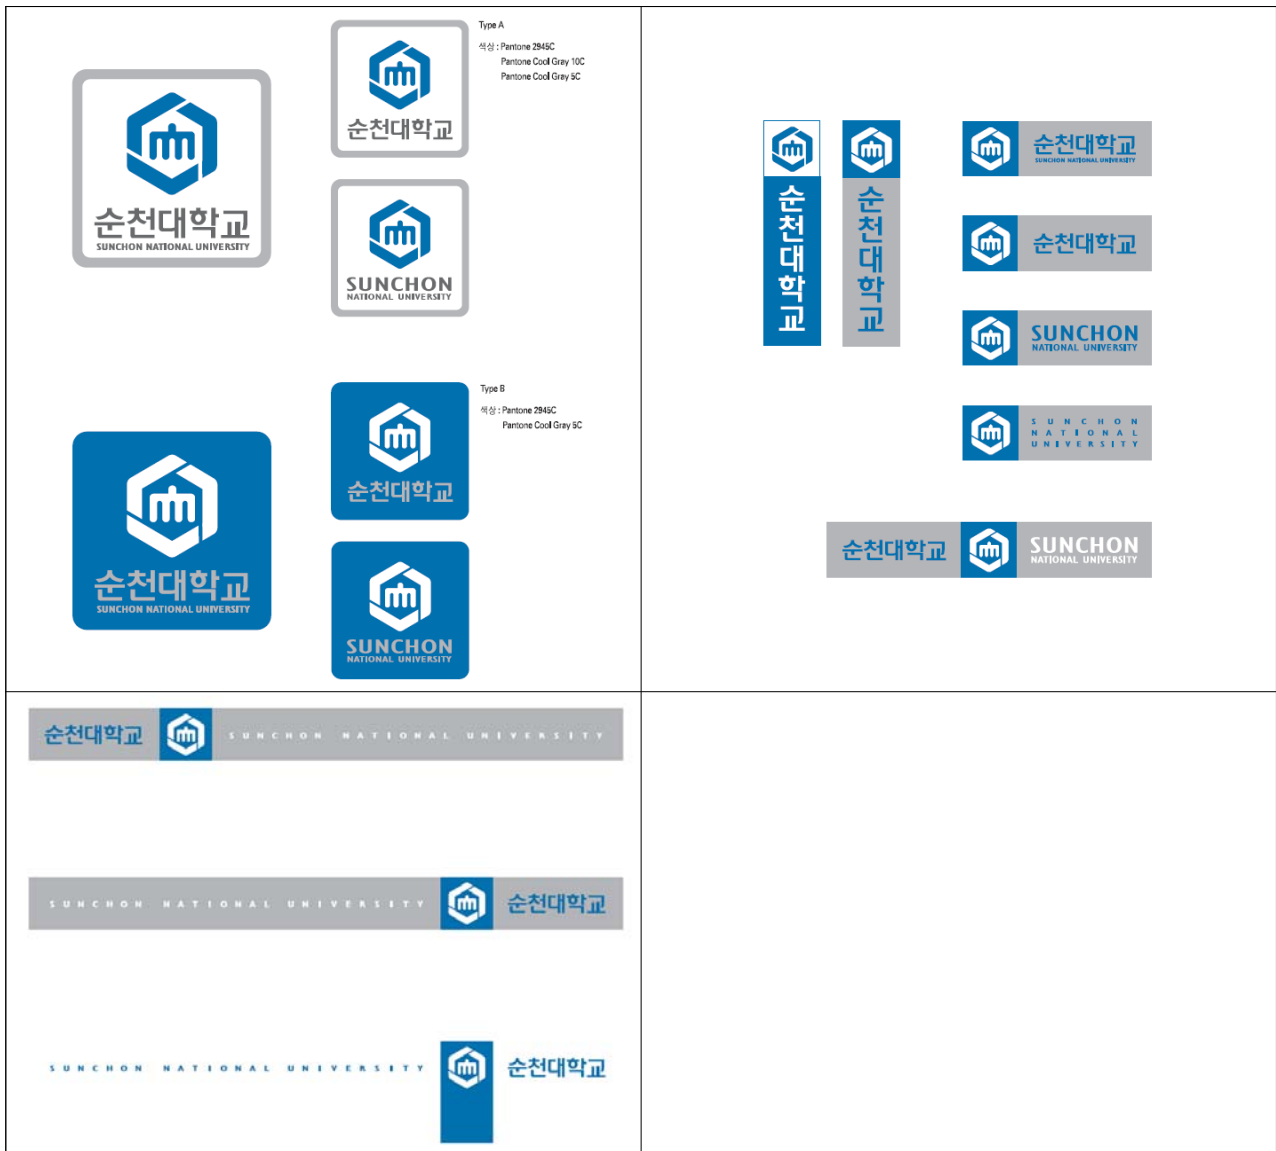 Type A
색상 : Pantone 2945C
Pantone Cool Gray 10C
Pantone Cool Gray 5C
순천대학교
SUNCHON NATIONAL UNIVERSITY
순천대학교
SUNCHON
NATIONAL UNIVERSITY
Type B
색상 : Pantone 2945C
Pantone Cool Gray 5C
순천대학교
SUNCHON NATIONAL UNIVERSITY
순천대학교
SUNCHON
NATIONAL UNIVERSITY
순천대학교
순천대학교
순천대학교
SUNCHON NATIONAL UNIVERSITY
순천대학교
SUNCHON
NATIONAL UNIVERSITY
SUNCHON
NATIONAL
UNIVERSITY
순천대학교
SUNCHON
NATIONAL UNIVERSITY
순천대학교 SUNCHON NATIONAL UNIVERSITY
SUNCHON NATIONAL UNIVERSITY 순천대학교
SUNCHON NATIONAL UNIVERSITY 순천대학교